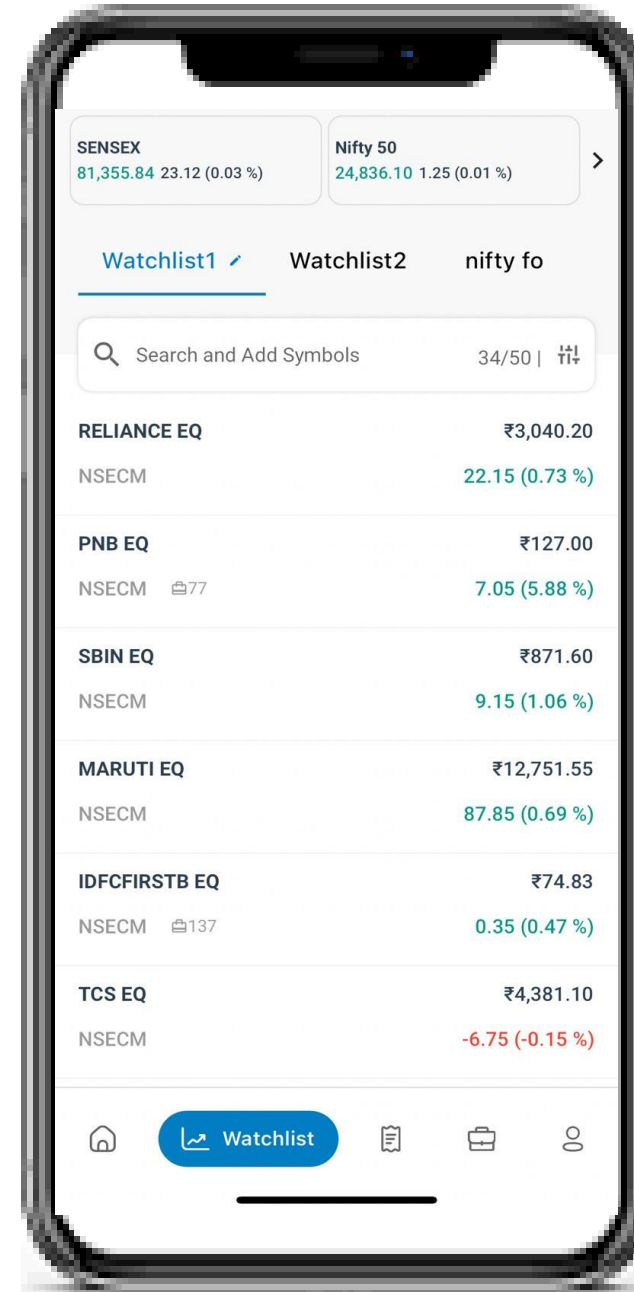 SENSEX
81,355.84 23.12 (0.03 %)
Nifty 50
24,836.10 1.25 (0.01 %)
Watchlist1
Watchlist2
nifty fo
Search and Add Symbols
34/50 |
RELIANCE EQ
₹3,040.20
NSECM
22.15 (0.73 %)
PNB EQ
₹127.00
NSECM
77
7.05 (5.88 %)
SBIN EQ
₹871.60
NSECM
9.15 (1.06 %)
MARUTI EQ
₹12,751.55
NSECM
87.85 (0.69 %)
IDFCFIRSTB EQ
₹74.83
NSECM
137
0.35 (0.47 %)
TCS EQ
₹4,381.10
NSECM
-6.75 (-0.15 %)
Watchlist